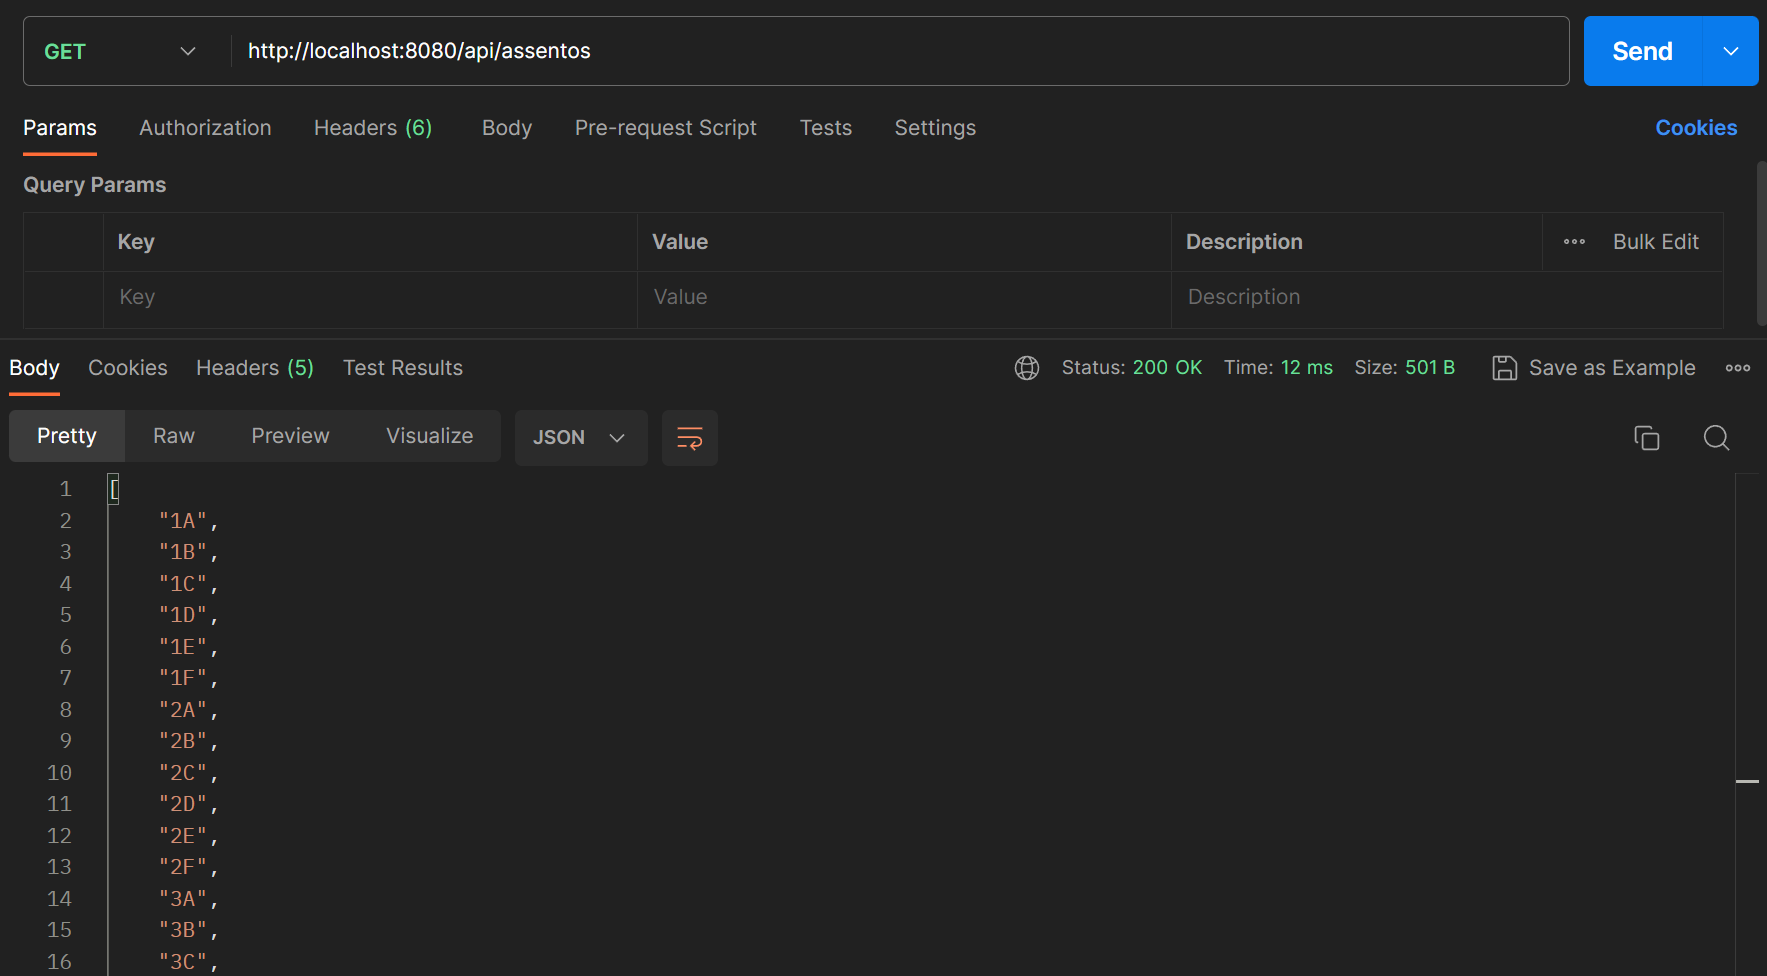 GET http://localhost:8080/api/assentos Send
Params Authorization Headers (6) Body Pre-request Script Tests Settings Cookies
Query Params
Key Value Description Bulk Edit
Key Value Description
Body Cookies Headers (5) Test Results Status: 200 OK Time: 12 ms Size: 501 B Save as Example
Pretty Raw Preview Visualize JSON
1 [
2 "1A",
3 "1B",
4 "1C",
5 "1D",
6 "1E",
7 "1F",
8 "2A",
9 "2B",
10 "2C",
11 "2D",
12 "2E",
13 "2F",
14 "3A",
15 "3B",
16 "3C",